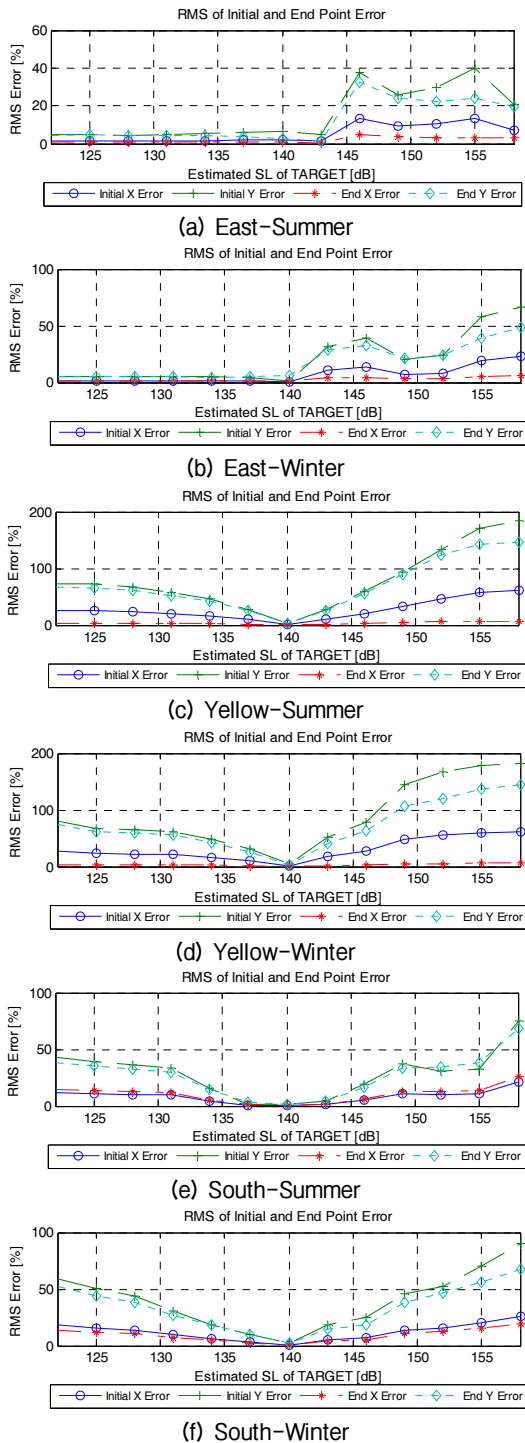 RMS of Initial and End Point Error
60
40
20
0
RMS Error [%]
125 130 135 140 145 150 155
Estimated SL of TARGET [dB]
Initial X Error Initial Y Error End X Error End Y Error
(a) East-Summer
RMS of Initial and End Point Error
100
50
0
RMS Error [%]
125 130 135 140 145 150 155
Estimated SL of TARGET [dB]
Initial X Error Initial Y Error End X Error End Y Error
(b) East-Winter
RMS of Initial and End Point Error
200
100
0
RMS Error [%]
125 130 135 140 145 150 155
Estimated SL of TARGET [dB]
Initial X Error Initial Y Error End X Error End Y Error
(c) Yellow-Summer
RMS of Initial and End Point Error
200
100
0
RMS Error [%]
125 130 135 140 145 150 155
Estimated SL of TARGET [dB]
Initial X Error Initial Y Error End X Error End Y Error
(d) Yellow-Winter
RMS of Initial and End Point Error
100
50
0
RMS Error [%]
125 130 135 140 145 150 155
Estimated SL of TARGET [dB]
Initial X Error Initial Y Error End X Error End Y Error
(e) South-Summer
RMS of Initial and End Point Error
100
50
0
RMS Error [%]
125 130 135 140 145 150 155
Estimated SL of TARGET [dB]
Initial X Error Initial Y Error End X Error End Y Error
(f) South-Winter